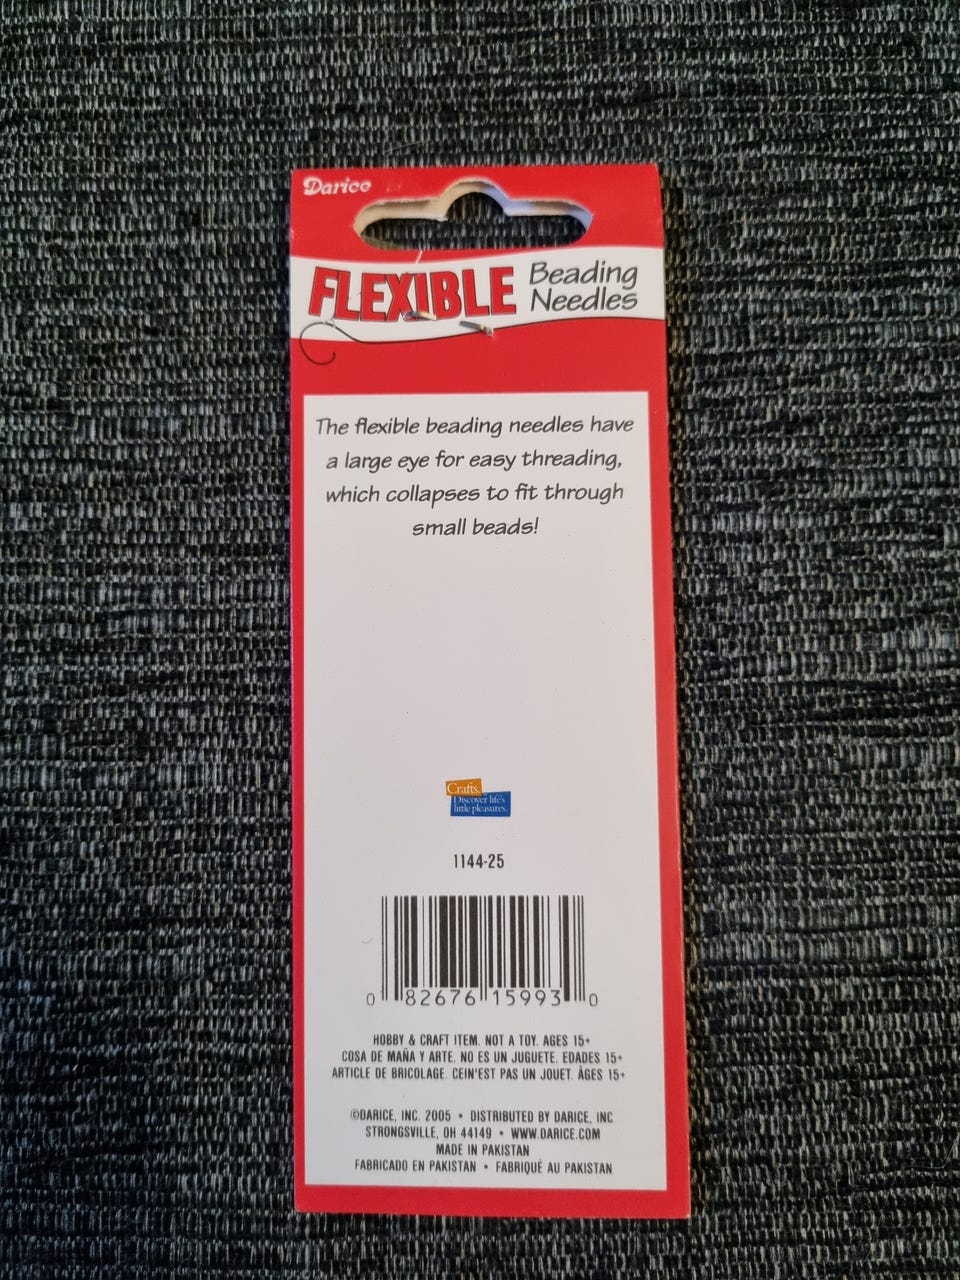 Darice
FLEXIBLE Beading
Needles
The flexible beading needles have
a large eye for easy threading,
which collapses to fit through
small beads!
Crafts.
Discover life's
little pleasures.
1144-25
0 82676 15993 0
HOBBY & CRAFT ITEM. NOT A TOY. AGES 15+
COSA DE MAÑA Y ARTE. NO ES UN JUGUETE. EDADES 15+
ARTICLE DE BRICOLAGE. CEIN'EST PAS UN JOUET. ÂGES 15+
©DARICE, INC. 2005 • DISTRIBUTED BY DARICE, INC.
STRONGSVILLE, OH 44149 • WWW.DARICE.COM
MADE IN PAKISTAN
FABRICADO EN PAKISTAN • FABRIQUÉ AU PAKISTAN